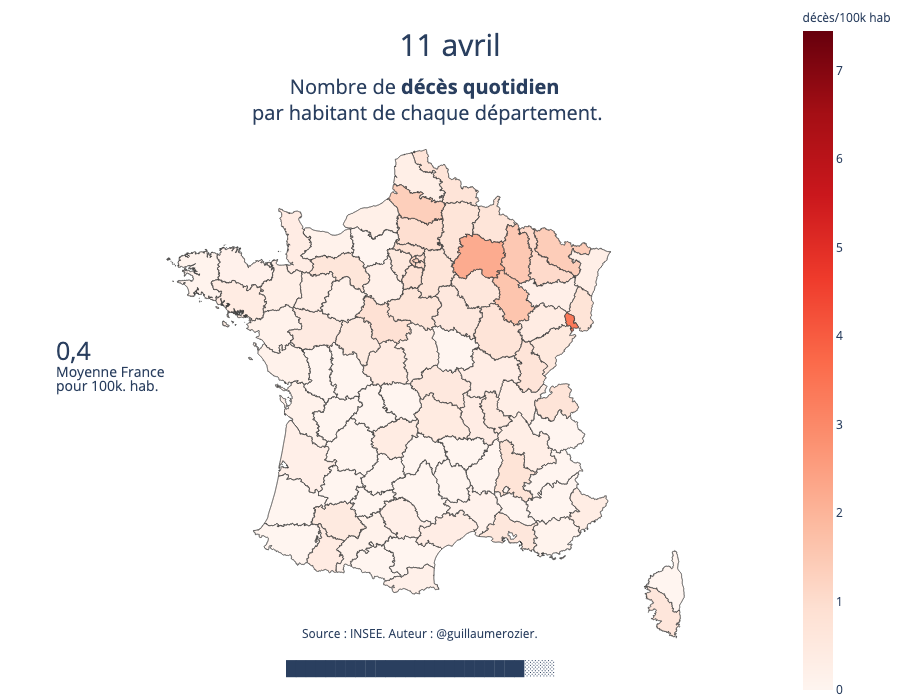 décès/100k hab
11 avril
Nombre de décès quotidien
par habitant de chaque département.
7
6
5
4
3
2
1
0
0,4
Moyenne France
pour 100k. hab.
Source : INSEE. Auteur : @guillaumerozier.